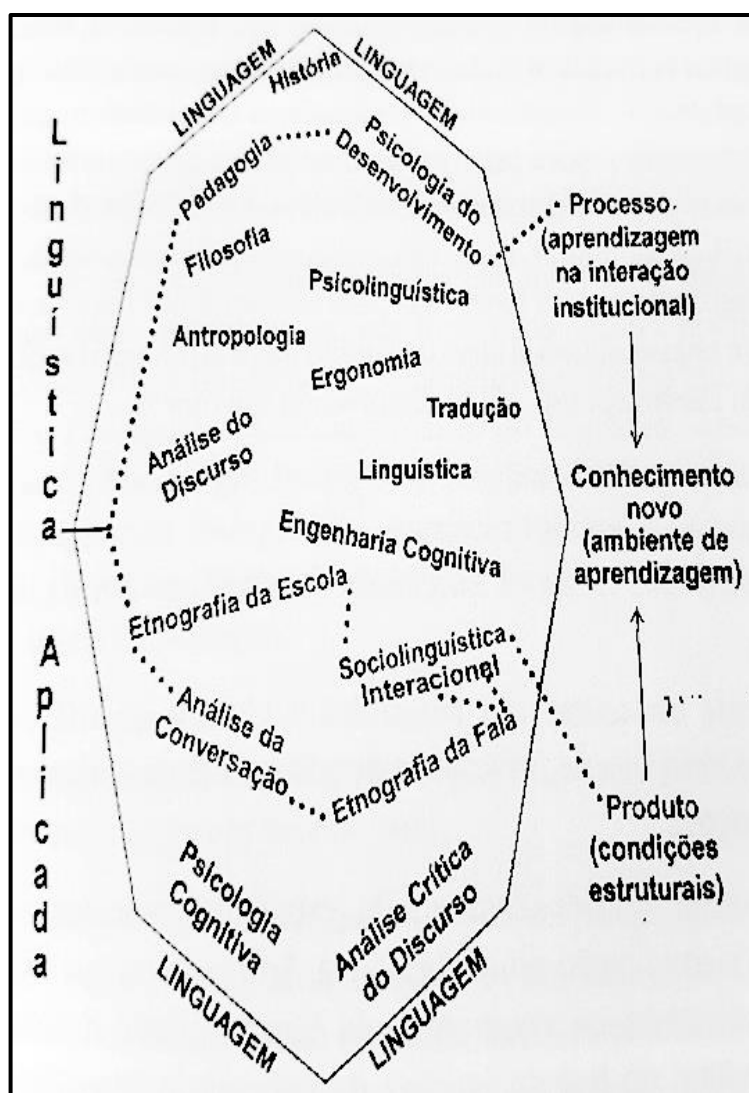 LINGUAGEM
LINGUAGEM
História
Linguística
Aplicada
Pedagogia
Psicologia do
Desenvolvimento
Filosofia
Psicolinguística
Antropologia
Ergonomia
Tradução
Análise do
Discurso
Linguística
Engenharia Cognitiva
Etnografia da Escola
Sociolinguística
Interacional
Análise da
Conversação
Etnografia da Fala
Psicologia
Cognitiva
Análise Crítica
do Discurso
LINGUAGEM
LINGUAGEM
Processo
(aprendizagem
na interação
institucional)
Conhecimento
novo
(ambiente de
aprendizagem)
Produto
(condições
estruturais)